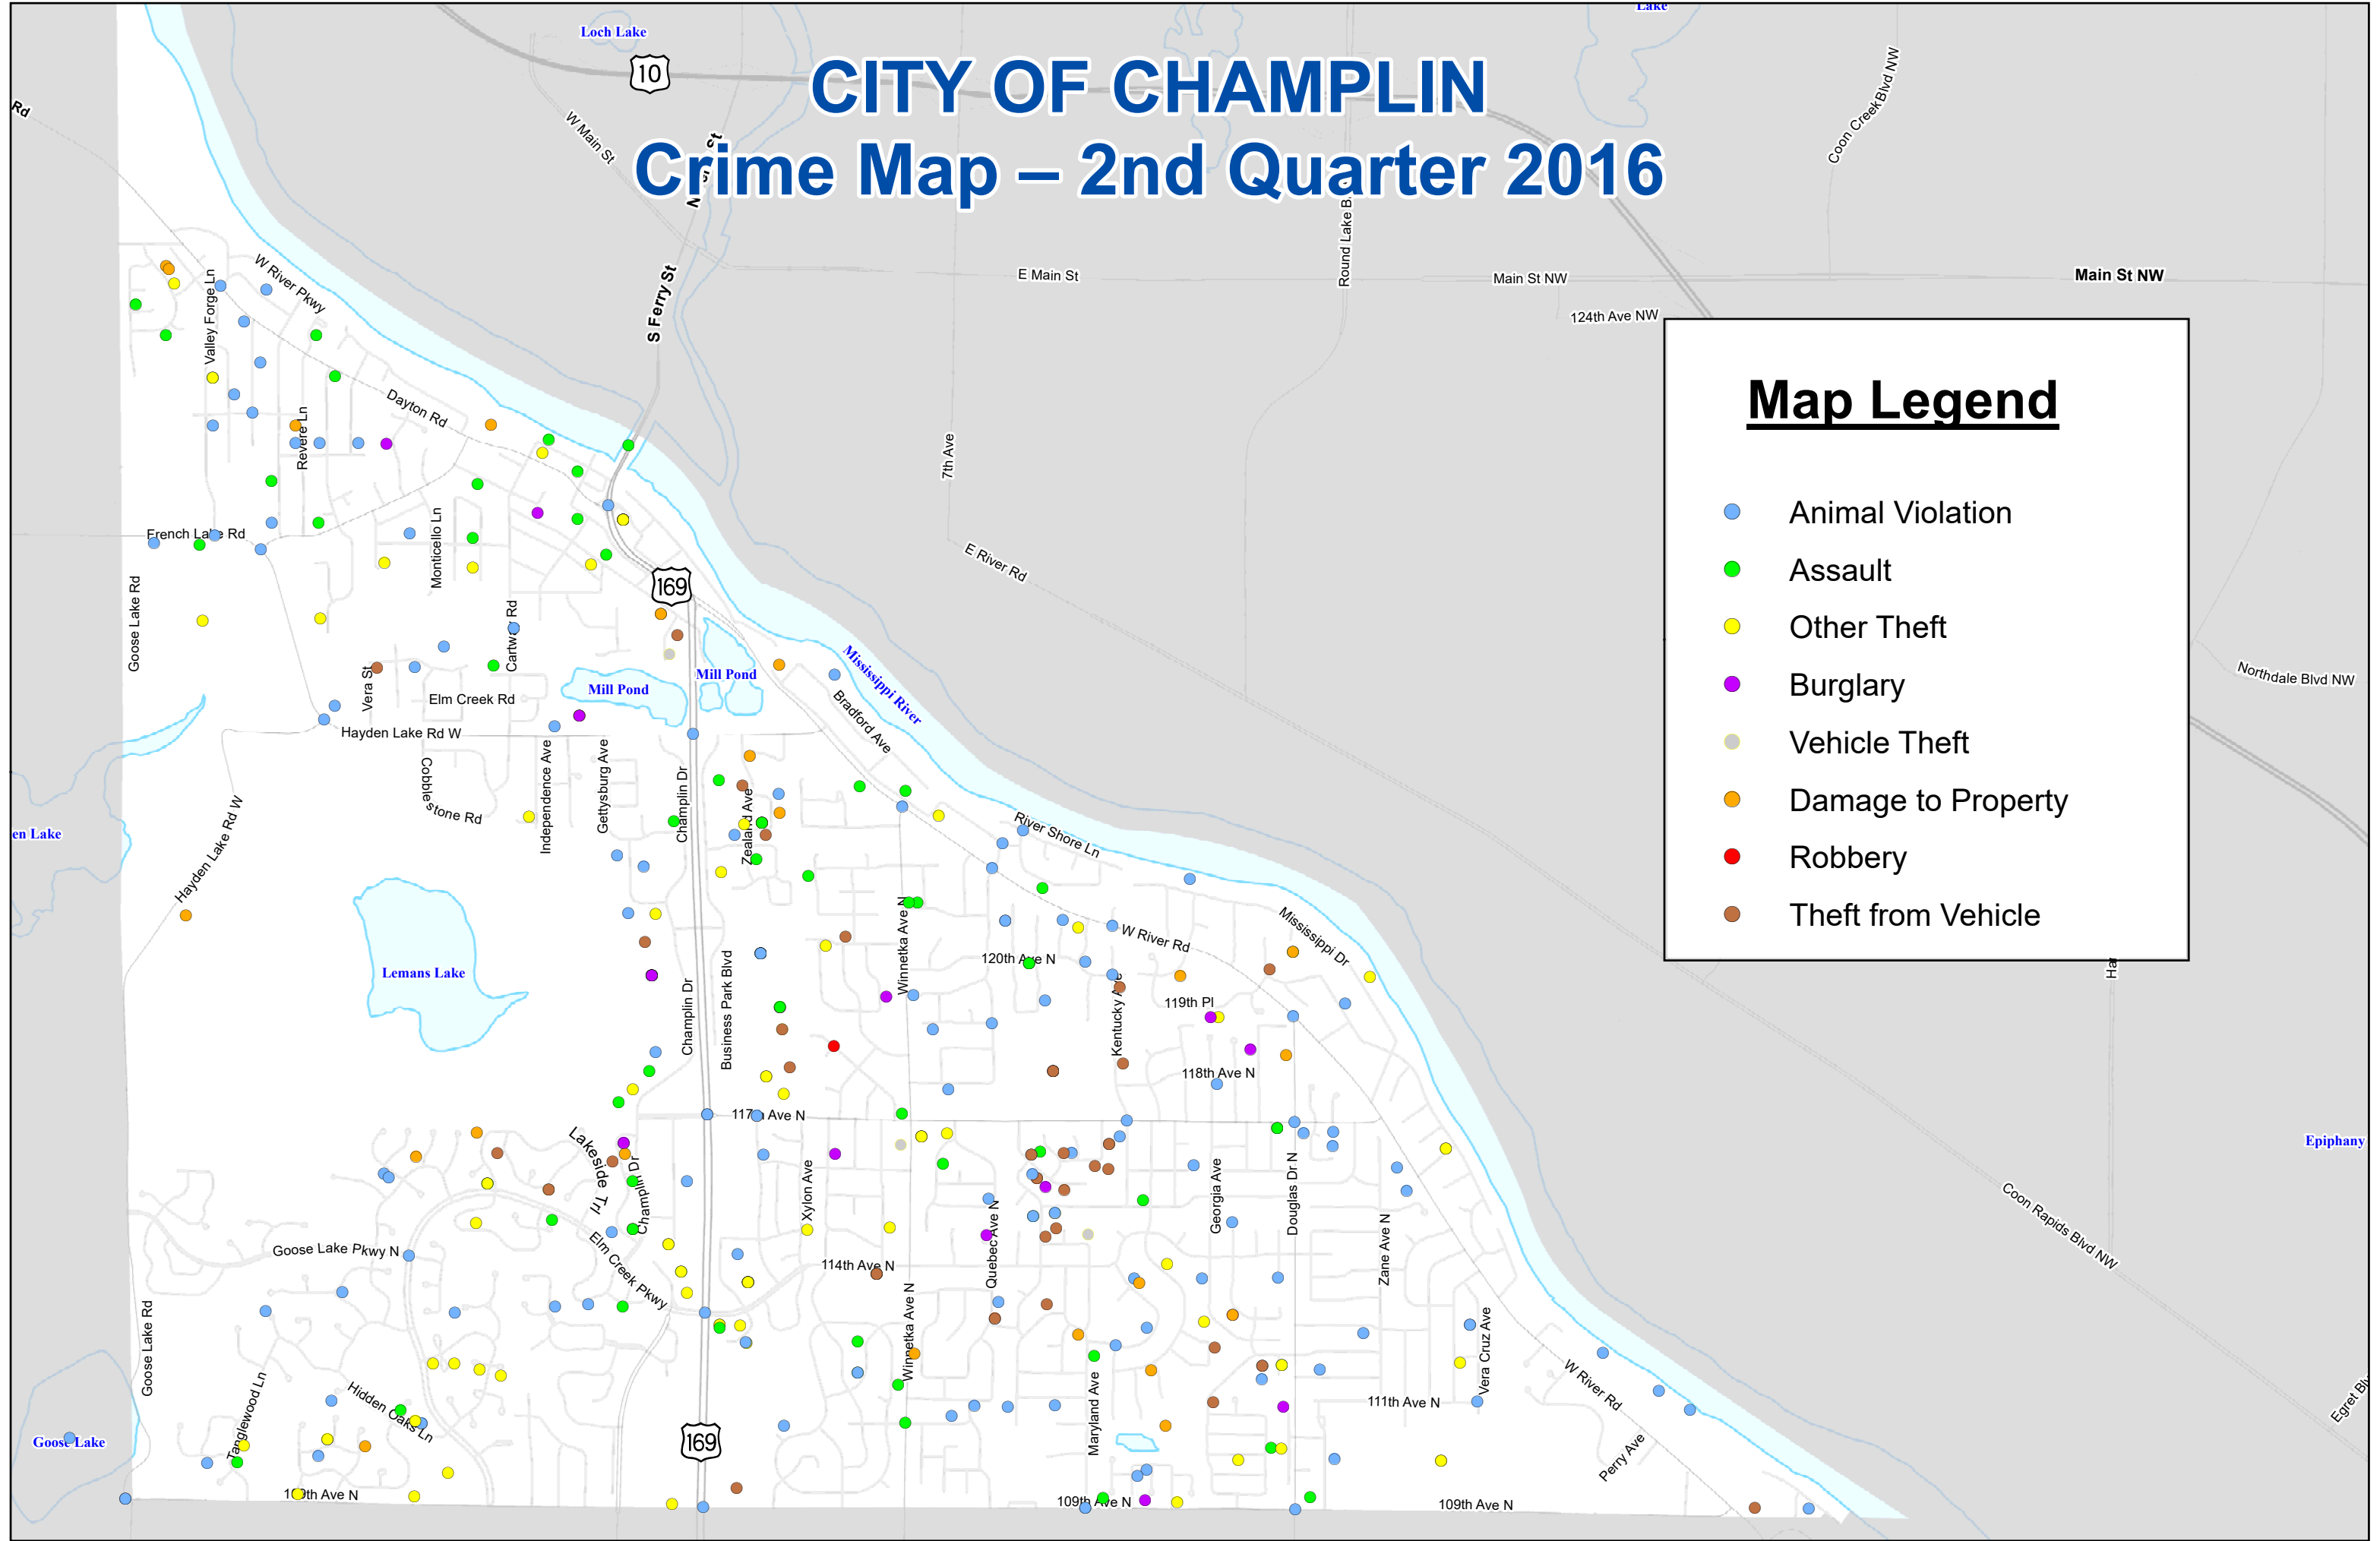 Lake
Loch Lake
10
CITY OF CHAMPLIN
Crime Map – 2nd Quarter 2016
Rd
W Main St
Coon Creek Blvd NW
W River Pkwy
Valley Forge Ln
S Ferry St
E Main St
Main St NW
Main St NW
124th Ave NW
Map Legend
Animal Violation
Assault
Other Theft
Burglary
Vehicle Theft
Damage to Property
Robbery
Theft from Vehicle
Dayton Rd
Revere Ln
7th Ave
French Lake Rd
Monticello Ln
E River Rd
169
Goose Lake Rd
Cartway Rd
Vera St
Elm Creek Rd
Mill Pond
Mill Pond
Mississippi River
Northdale Blvd NW
Hayden Lake Rd W
Bradford Ave
Cobble stone Rd
Independence Ave
Gettysburg Ave
Champlin Dr
Zealand Ave
River Shore Ln
en Lake
Hayden Lake Rd W
Winnetka Ave N
W River Rd
Mississippi Dr
120th Ave N
Lemans Lake
Champlin Dr
Business Park Blvd
119th Pl
Kentucky Ave
118th Ave N
117th Ave N
Epiphany
Lakeside Trl
Champlin Dr
Xylon Ave
Georgia Ave
Douglas Dr N
Zane Ave N
Coon Rapids Blvd NW
Goose Lake Pkwy N
Elm Creek Pkwy
114th Ave N
Quebec Ave N
Winnetka Ave N
Goose Lake Rd
Vera Cruz Ave
Tanglewood Ln
Hidden Oaks Ln
Maryland Ave
111th Ave N
W River Rd
Perry Ave
Goose Lake
169
109th Ave N
109th Ave N
109th Ave N